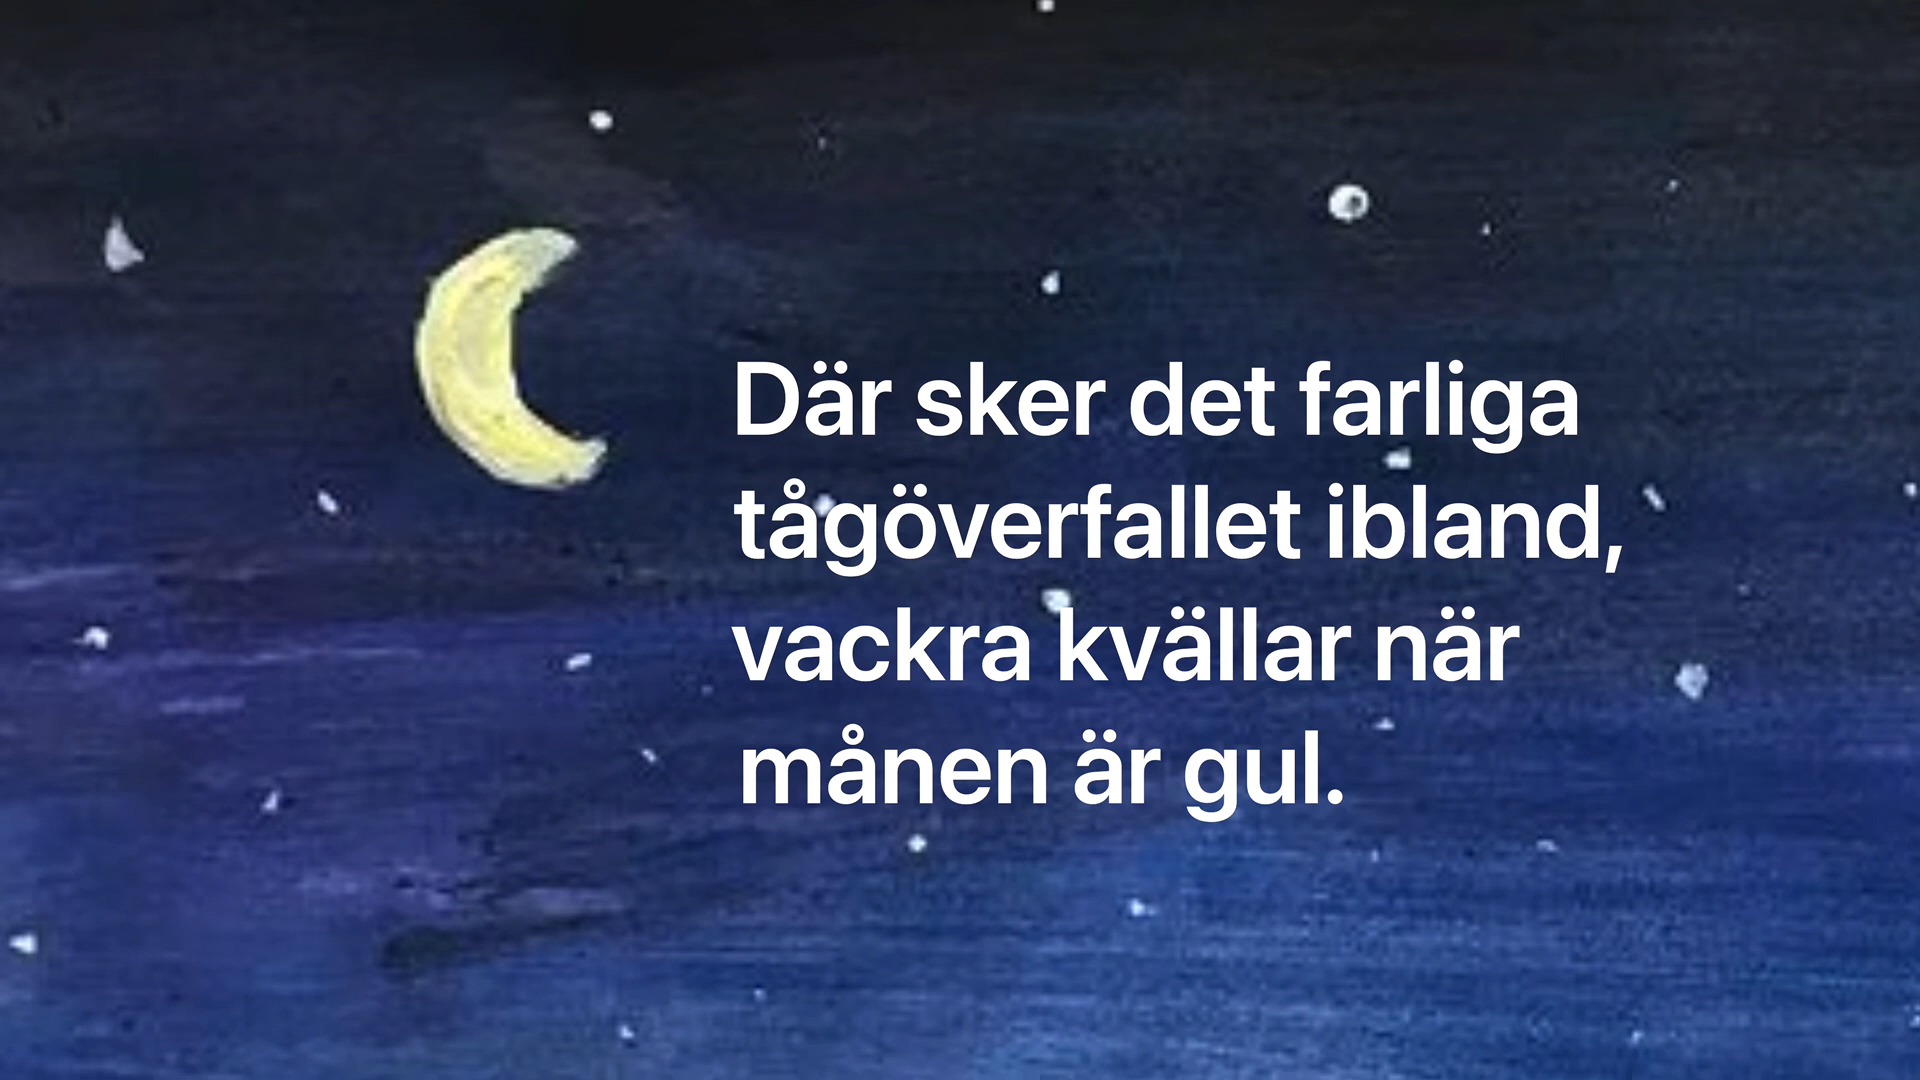 Där sker det farliga
tågöverfallet ibland,
vackra kvällar när
månen är gul.